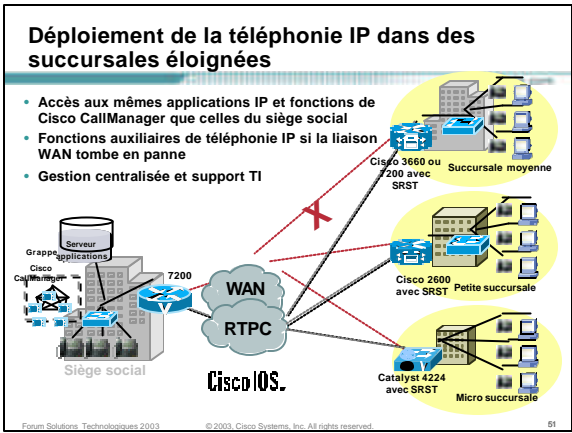 Déploiement de la téléphonie IP dans des
succursales éloignées
• Accès aux mêmes applications IP et fonctions de
Cisco CallManager que celles du siège social
• Fonctions auxiliaires de téléphonie IP si la liaison
WAN tombe en panne
• Gestion centralisée et support TI
Cisco 3660 ou
7200 avec
SRST
Succursale moyenne
X
Serveur
applications
Grappe
Cisco
CallManager
7200
WAN
RTPC
Cisco 2600
avec SRST
Petite succursale
Siège social
Cisco IOS.
Catalyst 4224
avec SRST
Micro succursale
Forum Solutions Technologiques 2003
© 2003, Cisco Systems, Inc. All rights reserved.
51